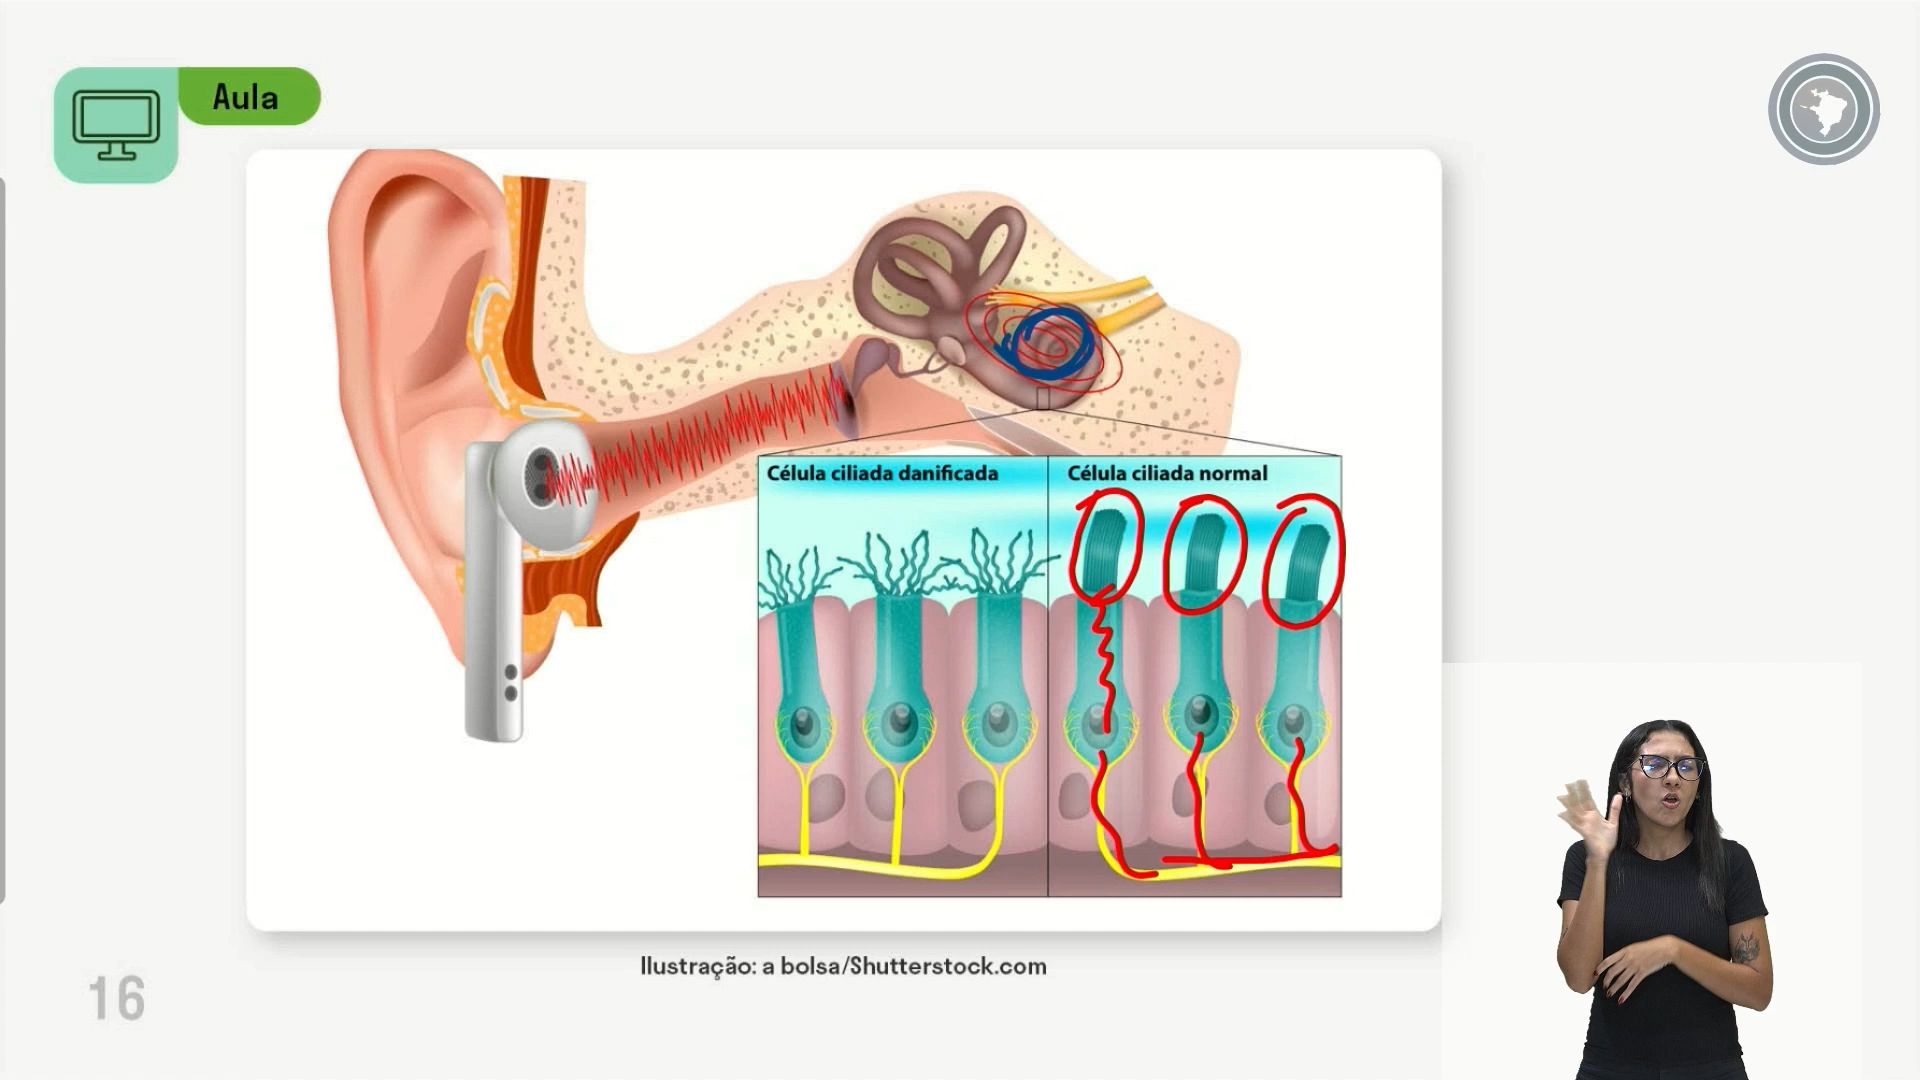 Aula
Célula ciliada danificada
Célula ciliada normal
Ilustração: a bolsa/Shutterstock.com
16